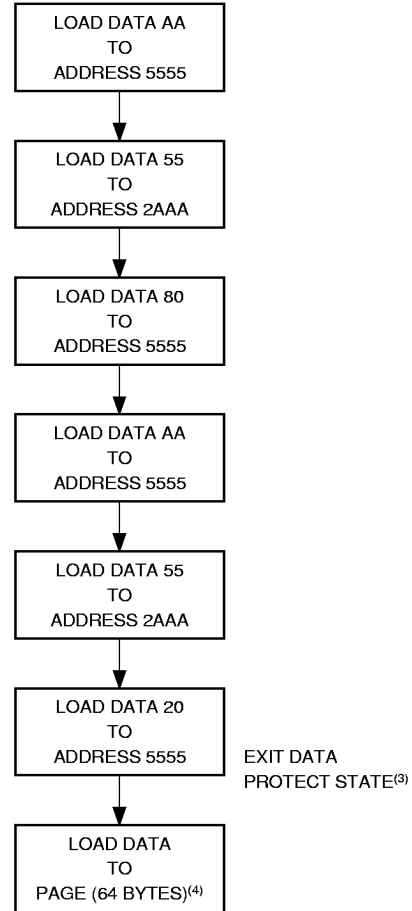 LOAD DATA AA
TO
ADDRESS 5555
LOAD DATA 55
TO
ADDRESS 2AAA
LOAD DATA 80
TO
ADDRESS 5555
LOAD DATA AA
TO
ADDRESS 5555
LOAD DATA 55
TO
ADDRESS 2AAA
LOAD DATA 20
TO
ADDRESS 5555
EXIT DATA
PROTECT STATE(3)
LOAD DATA
TO
PAGE (64 BYTES)(4)